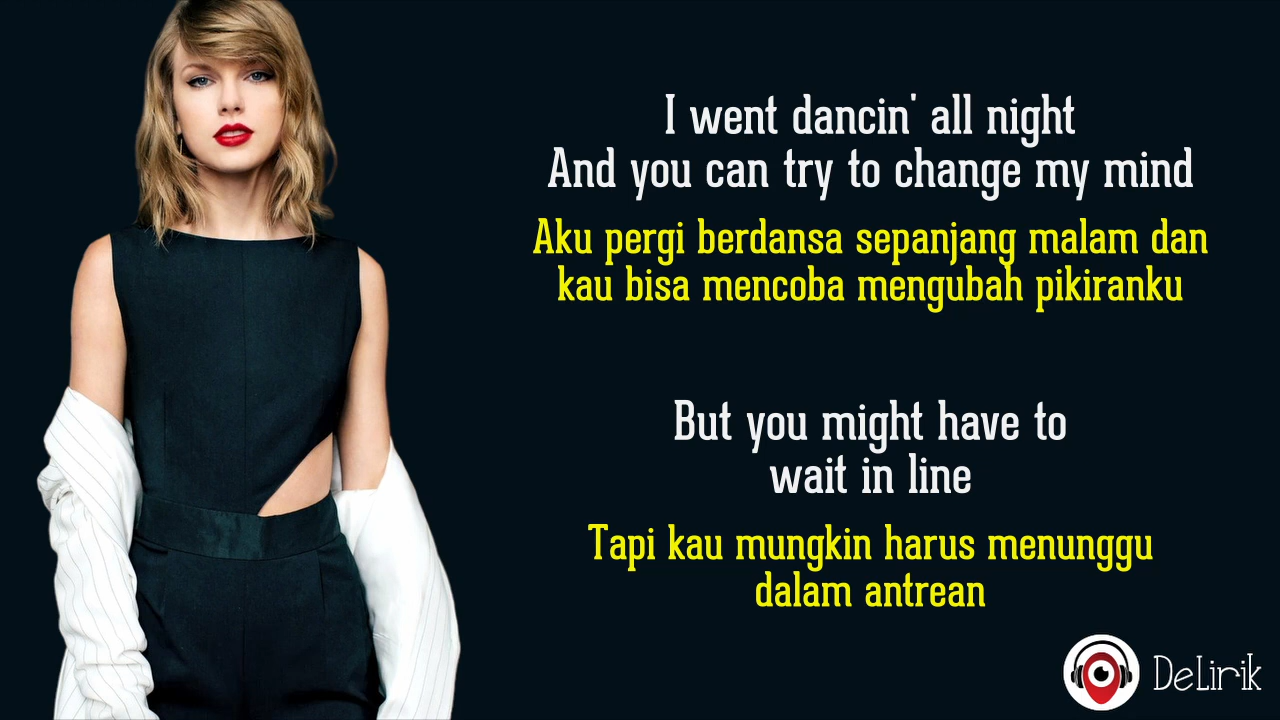 I went dancin' all night
And you can try to change my mind
Aku pergi berdansa sepanjang malam dan
kau bisa mencoba mengubah pikiranku
But you might have to
wait in line
Tapi kau mungkin harus menunggu
dalam antrean
DeLirik